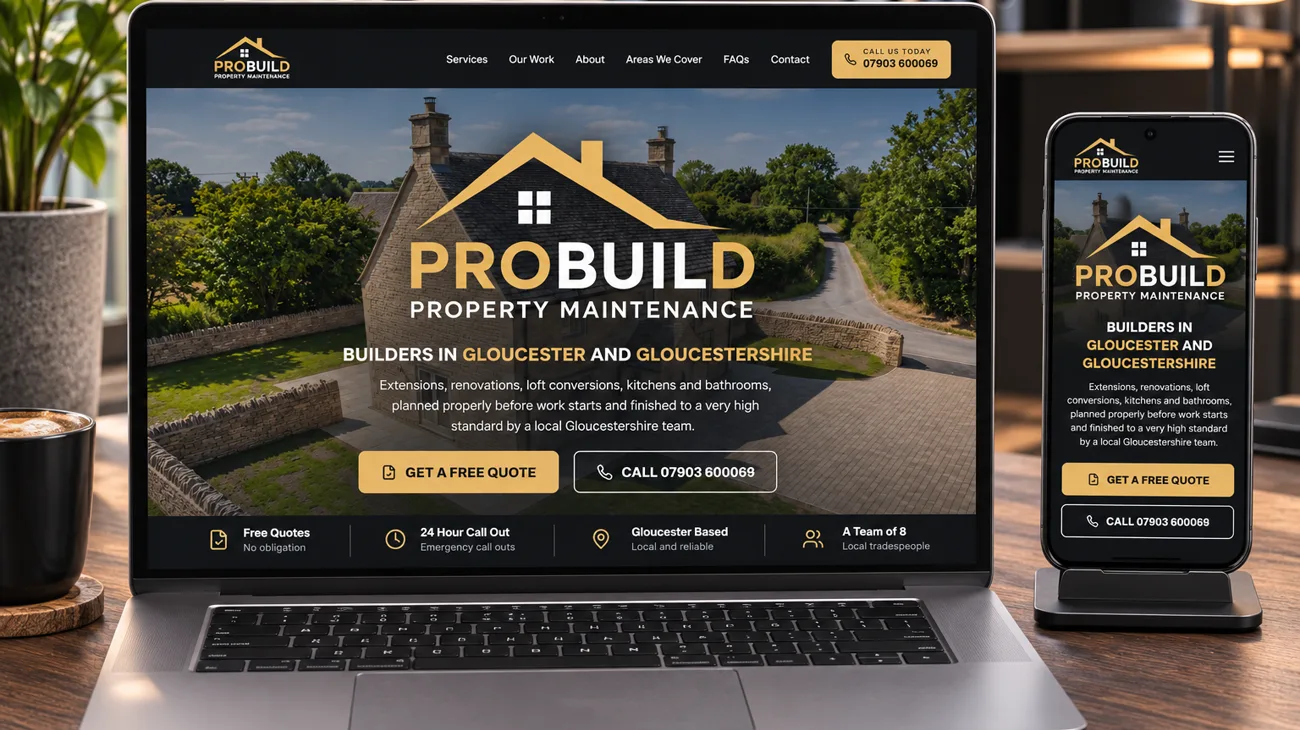 PROBUILD
PROPERTY MAINTENANCE
Services Our Work About Areas We Cover FAQs Contact
CALL US TODAY
07903 600069
PROBUILD
PROPERTY MAINTENANCE
BUILDERS IN GLOUCESTER AND GLOUCESTERSHIRE
Extensions, renovations, loft conversions, kitchens and bathrooms,
planned properly before work starts and finished to a very high
standard by a local Gloucestershire team.
GET A FREE QUOTE
CALL 07903 600069
Free Quotes
No obligation
24 Hour Call Out
Emergency call outs
Gloucester Based
Local and reliable
A Team of 8
Local tradespeople
PROBUILD
PROPERTY MAINTENANCE
PROBUILD
PROPERTY MAINTENANCE
BUILDERS IN
GLOUCESTER AND
GLOUCESTERSHIRE
Extensions, renovations, loft
conversions, kitchens and bathrooms,
planned properly before work starts
and finished to a very high standard
by a local Gloucestershire team.
GET A FREE QUOTE
CALL 07903 600069